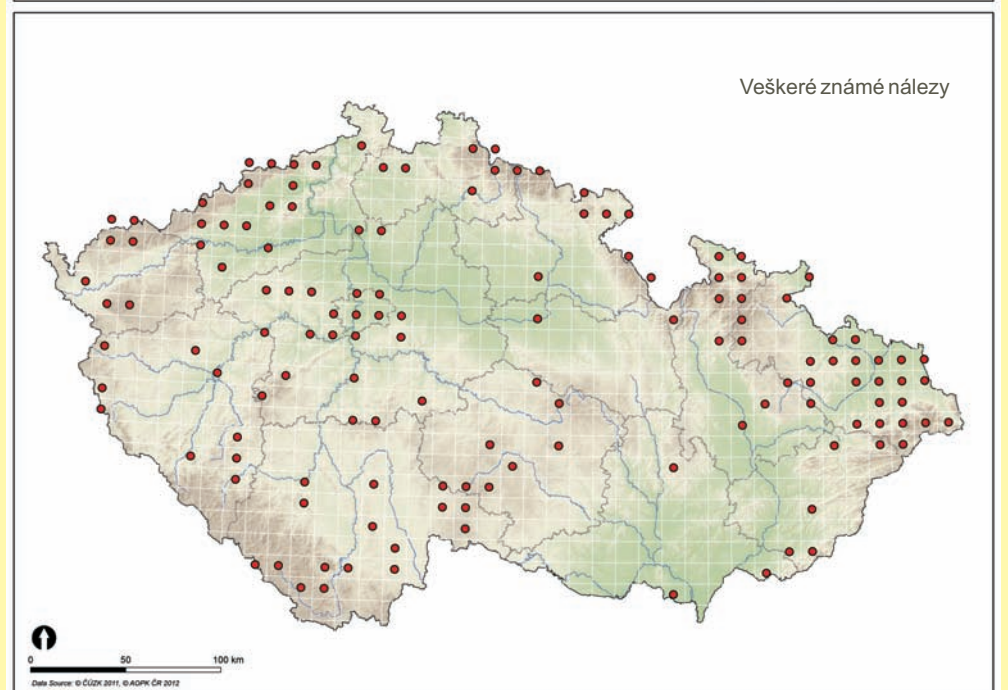 Veškeré známé nálezy
0 50 100 km
Data Source: © ČÚZK 2011, © AOPK ČR 2012